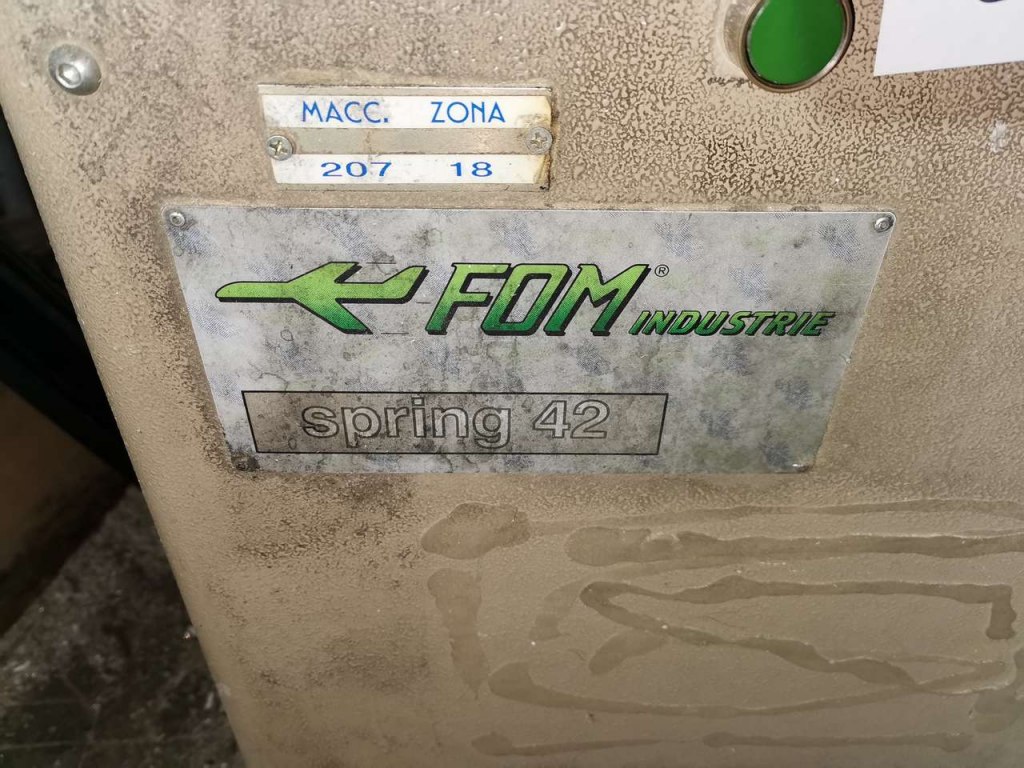 MACC. ZONA
207 18
FOM® INDUSTRIE
spring 42